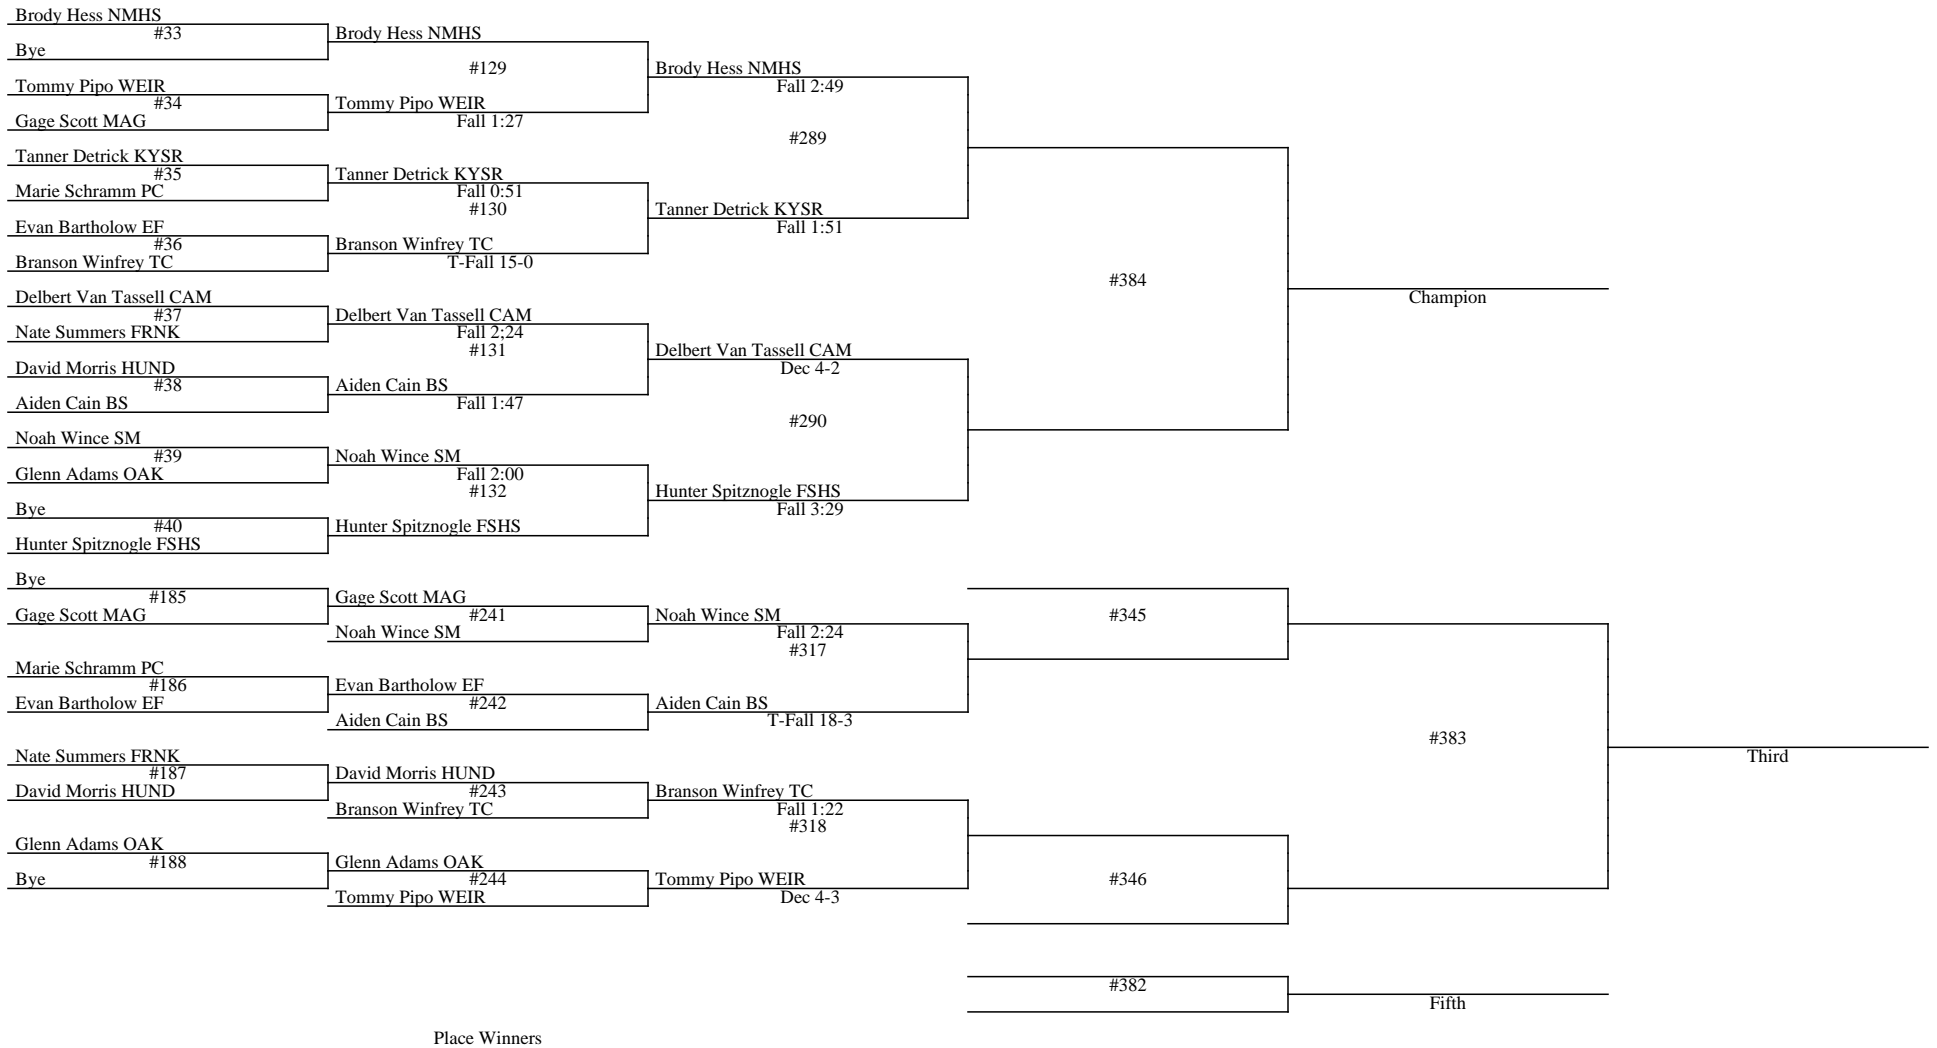 Brody Hess NMHS
#33
Bye
Tommy Pipo WEIR
#34
Gage Scott MAG
Tanner Detrick KYSR
#35
Marie Schramm PC
Evan Bartholow EF
#36
Branson Winfrey TC
Delbert Van Tassell CAM
#37
Nate Summers FRNK
David Morris HUND
#38
Aiden Cain BS
Noah Wince SM
#39
Glenn Adams OAK
Bye
#40
Hunter Spitznogle FSHS
Brody Hess NMHS
#129
Tommy Pipo WEIR
Fall 1:27
Tanner Detrick KYSR
Fall 0:51
#130
Branson Winfrey TC
T-Fall 15-0
Delbert Van Tassell CAM
Fall 2;24
#131
Aiden Cain BS
Fall 1:47
Noah Wince SM
Fall 2:00
#132
Hunter Spitznogle FSHS
Brody Hess NMHS
Fall 2:49
#289
Tanner Detrick KYSR
Fall 1:51
Delbert Van Tassell CAM
Dec 4-2
#290
Hunter Spitznogle FSHS
Fall 3:29
#384
Champion
Bye
#185
Gage Scott MAG
Marie Schramm PC
#186
Evan Bartholow EF
Nate Summers FRNK
#187
David Morris HUND
Glenn Adams OAK
#188
Bye
Gage Scott MAG
#241
Noah Wince SM
Evan Bartholow EF
#242
Aiden Cain BS
David Morris HUND
#243
Branson Winfrey TC
Glenn Adams OAK
#244
Tommy Pipo WEIR
Noah Wince SM
Fall 2:24
#317
Aiden Cain BS
T-Fall 18-3
Branson Winfrey TC
Fall 1:22
#318
Tommy Pipo WEIR
Dec 4-3
#345
#346
#383
Third
#382
Fifth
Place Winners